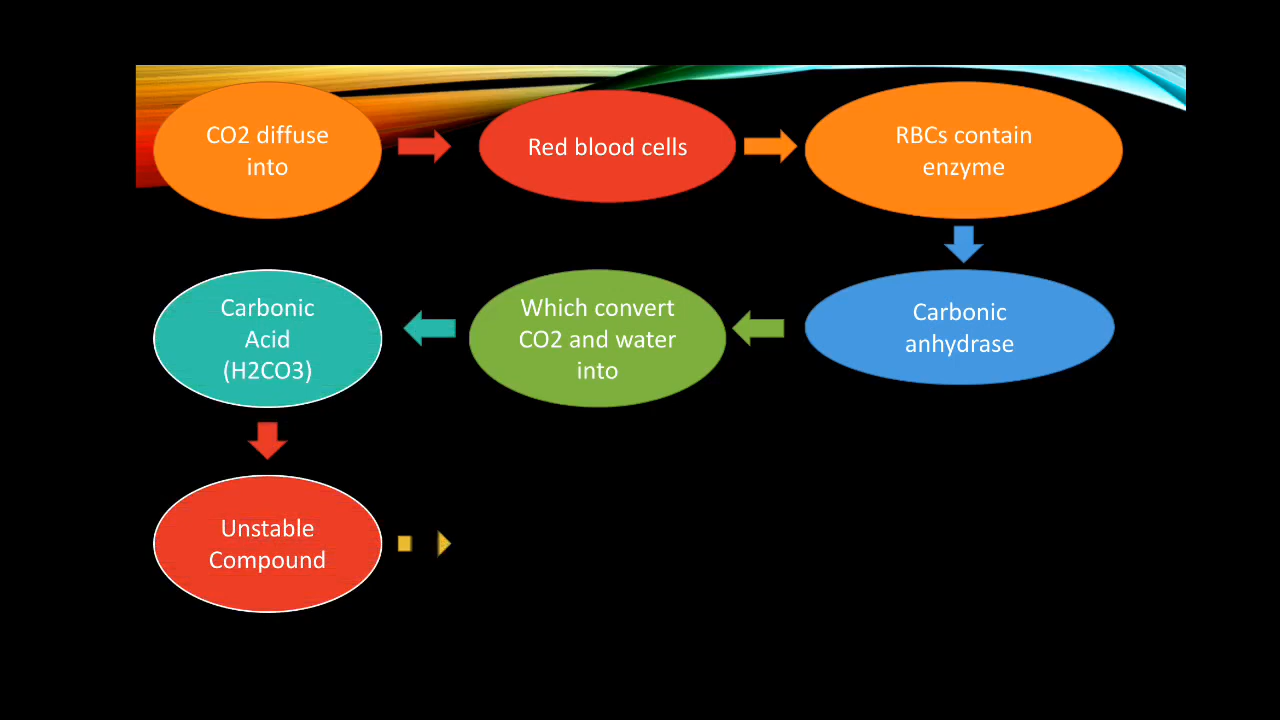 CO2 diffuse
into
Red blood cells
RBCs contain
enzyme
Carbonic
anhydrase
Which convert
CO2 and water
into
Carbonic
Acid
(H2CO3)
Unstable
Compound